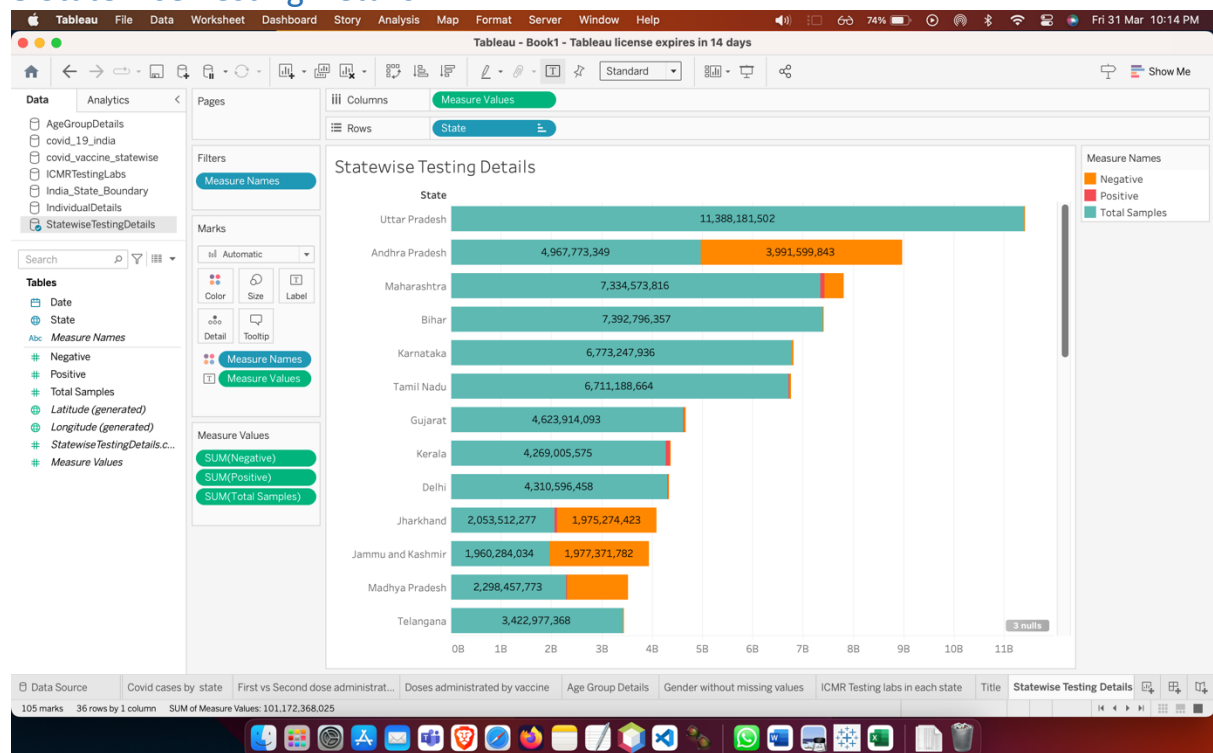 Tableau File Data Worksheet Dashboard Story Analysis Map Format Server Window Help 74% Fri 31 Mar 10:14 PM
Tableau - Book1 - Tableau license expires in 14 days
Standard Show Me
Data Analytics
AgeGroupDetails
covid_19_india
covid_vaccine_statewise
ICMRTestingLabs
India_State_Boundary
IndividualDetails
StatewiseTestingDetails
Search
Tables
Date
State
Abc Measure Names
# Negative
# Positive
# Total Samples
Latitude (generated)
Longitude (generated)
# StatewiseTestingDetails.c...
# Measure Values
Pages
Filters
Measure Names
Marks
Automatic
Color Size Label
Detail Tooltip
Measure Names
Measure Values
Measure Values
SUM(Negative)
SUM(Positive)
SUM(Total Samples)
Columns Measure Values
Rows State
Statewise Testing Details
State
Uttar Pradesh 11,388,181,502
Andhra Pradesh 4,967,773,349 3,991,599,843
Maharashtra 7,334,573,816
Bihar 7,392,796,357
Karnataka 6,773,247,936
Tamil Nadu 6,711,188,664
Gujarat 4,623,914,093
Kerala 4,269,005,575
Delhi 4,310,596,458
Jharkhand 2,053,512,277 1,975,274,423
Jammu and Kashmir 1,960,284,034 1,977,371,782
Madhya Pradesh 2,298,457,773
Telangana 3,422,977,368
3 nulls
0B 1B 2B 3B 4B 5B 6B 7B 8B 9B 10B 11B
Measure Names
Negative
Positive
Total Samples
Data Source Covid cases by state First vs Second dose administrat... Doses administrated by vaccine Age Group Details Gender without missing values ICMR Testing labs in each state Title Statewise Testing Details
105 marks 36 rows by 1 column SUM of Measure Values: 101,172,368,025